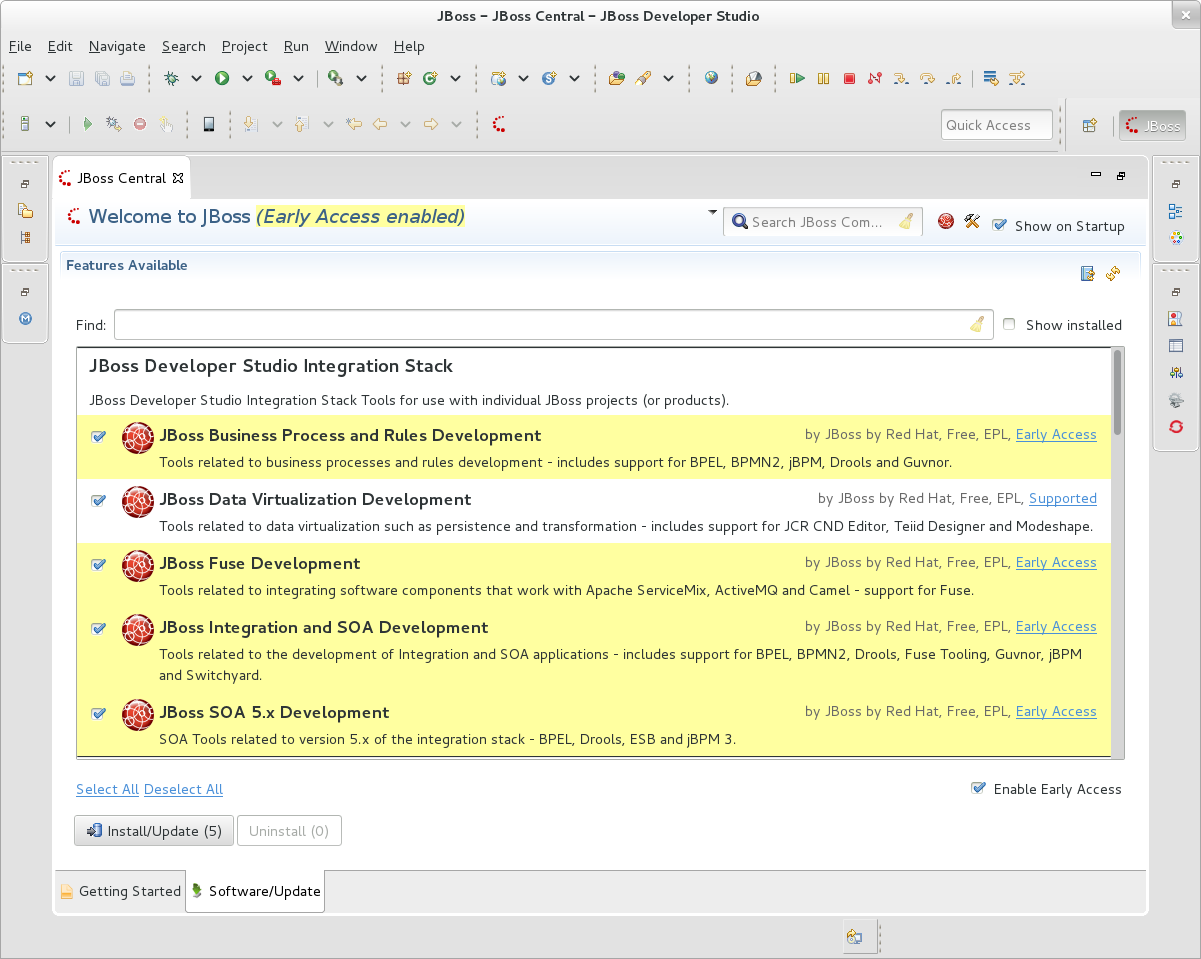 JBoss – JBoss Central – JBoss Developer Studio
File Edit Navigate Search Project Run Window Help
Quick Access
JBoss
JBoss Central
Welcome to JBoss (Early Access enabled)
Search JBoss Com...
Show on Startup
Features Available
Find:
Show installed
JBoss Developer Studio Integration Stack
JBoss Developer Studio Integration Stack Tools for use with individual JBoss projects (or products).
JBoss Business Process and Rules Development
by JBoss by Red Hat, Free, EPL, Early Access
Tools related to business processes and rules development - includes support for BPEL, BPMN2, jBPM, Drools and Guvnor.
JBoss Data Virtualization Development
by JBoss by Red Hat, Free, EPL, Supported
Tools related to data virtualization such as persistence and transformation - includes support for JCR CND Editor, Teiid Designer and Modeshape.
JBoss Fuse Development
by JBoss by Red Hat, Free, EPL, Early Access
Tools related to integrating software components that work with Apache ServiceMix, ActiveMQ and Camel - support for Fuse.
JBoss Integration and SOA Development
by JBoss by Red Hat, Free, EPL, Early Access
Tools related to the development of Integration and SOA applications - includes support for BPEL, BPMN2, Drools, Fuse Tooling, Guvnor, jBPM
and Switchyard.
JBoss SOA 5.x Development
by JBoss by Red Hat, Free, EPL, Early Access
SOA Tools related to version 5.x of the integration stack - BPEL, Drools, ESB and jBPM 3.
Select All Deselect All
Enable Early Access
Install/Update (5)
Uninstall (0)
Getting Started
Software/Update